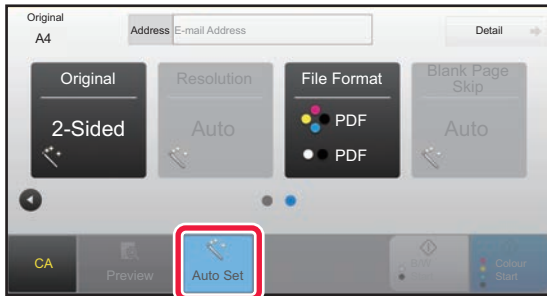 Original
A4
Address E-mail Address
Detail
Original
2-Sided
Resolution
Auto
File Format
PDF
PDF
Blank Page
Skip
Auto
CA
Preview
Auto Set
B/W
Start
Colour
Start